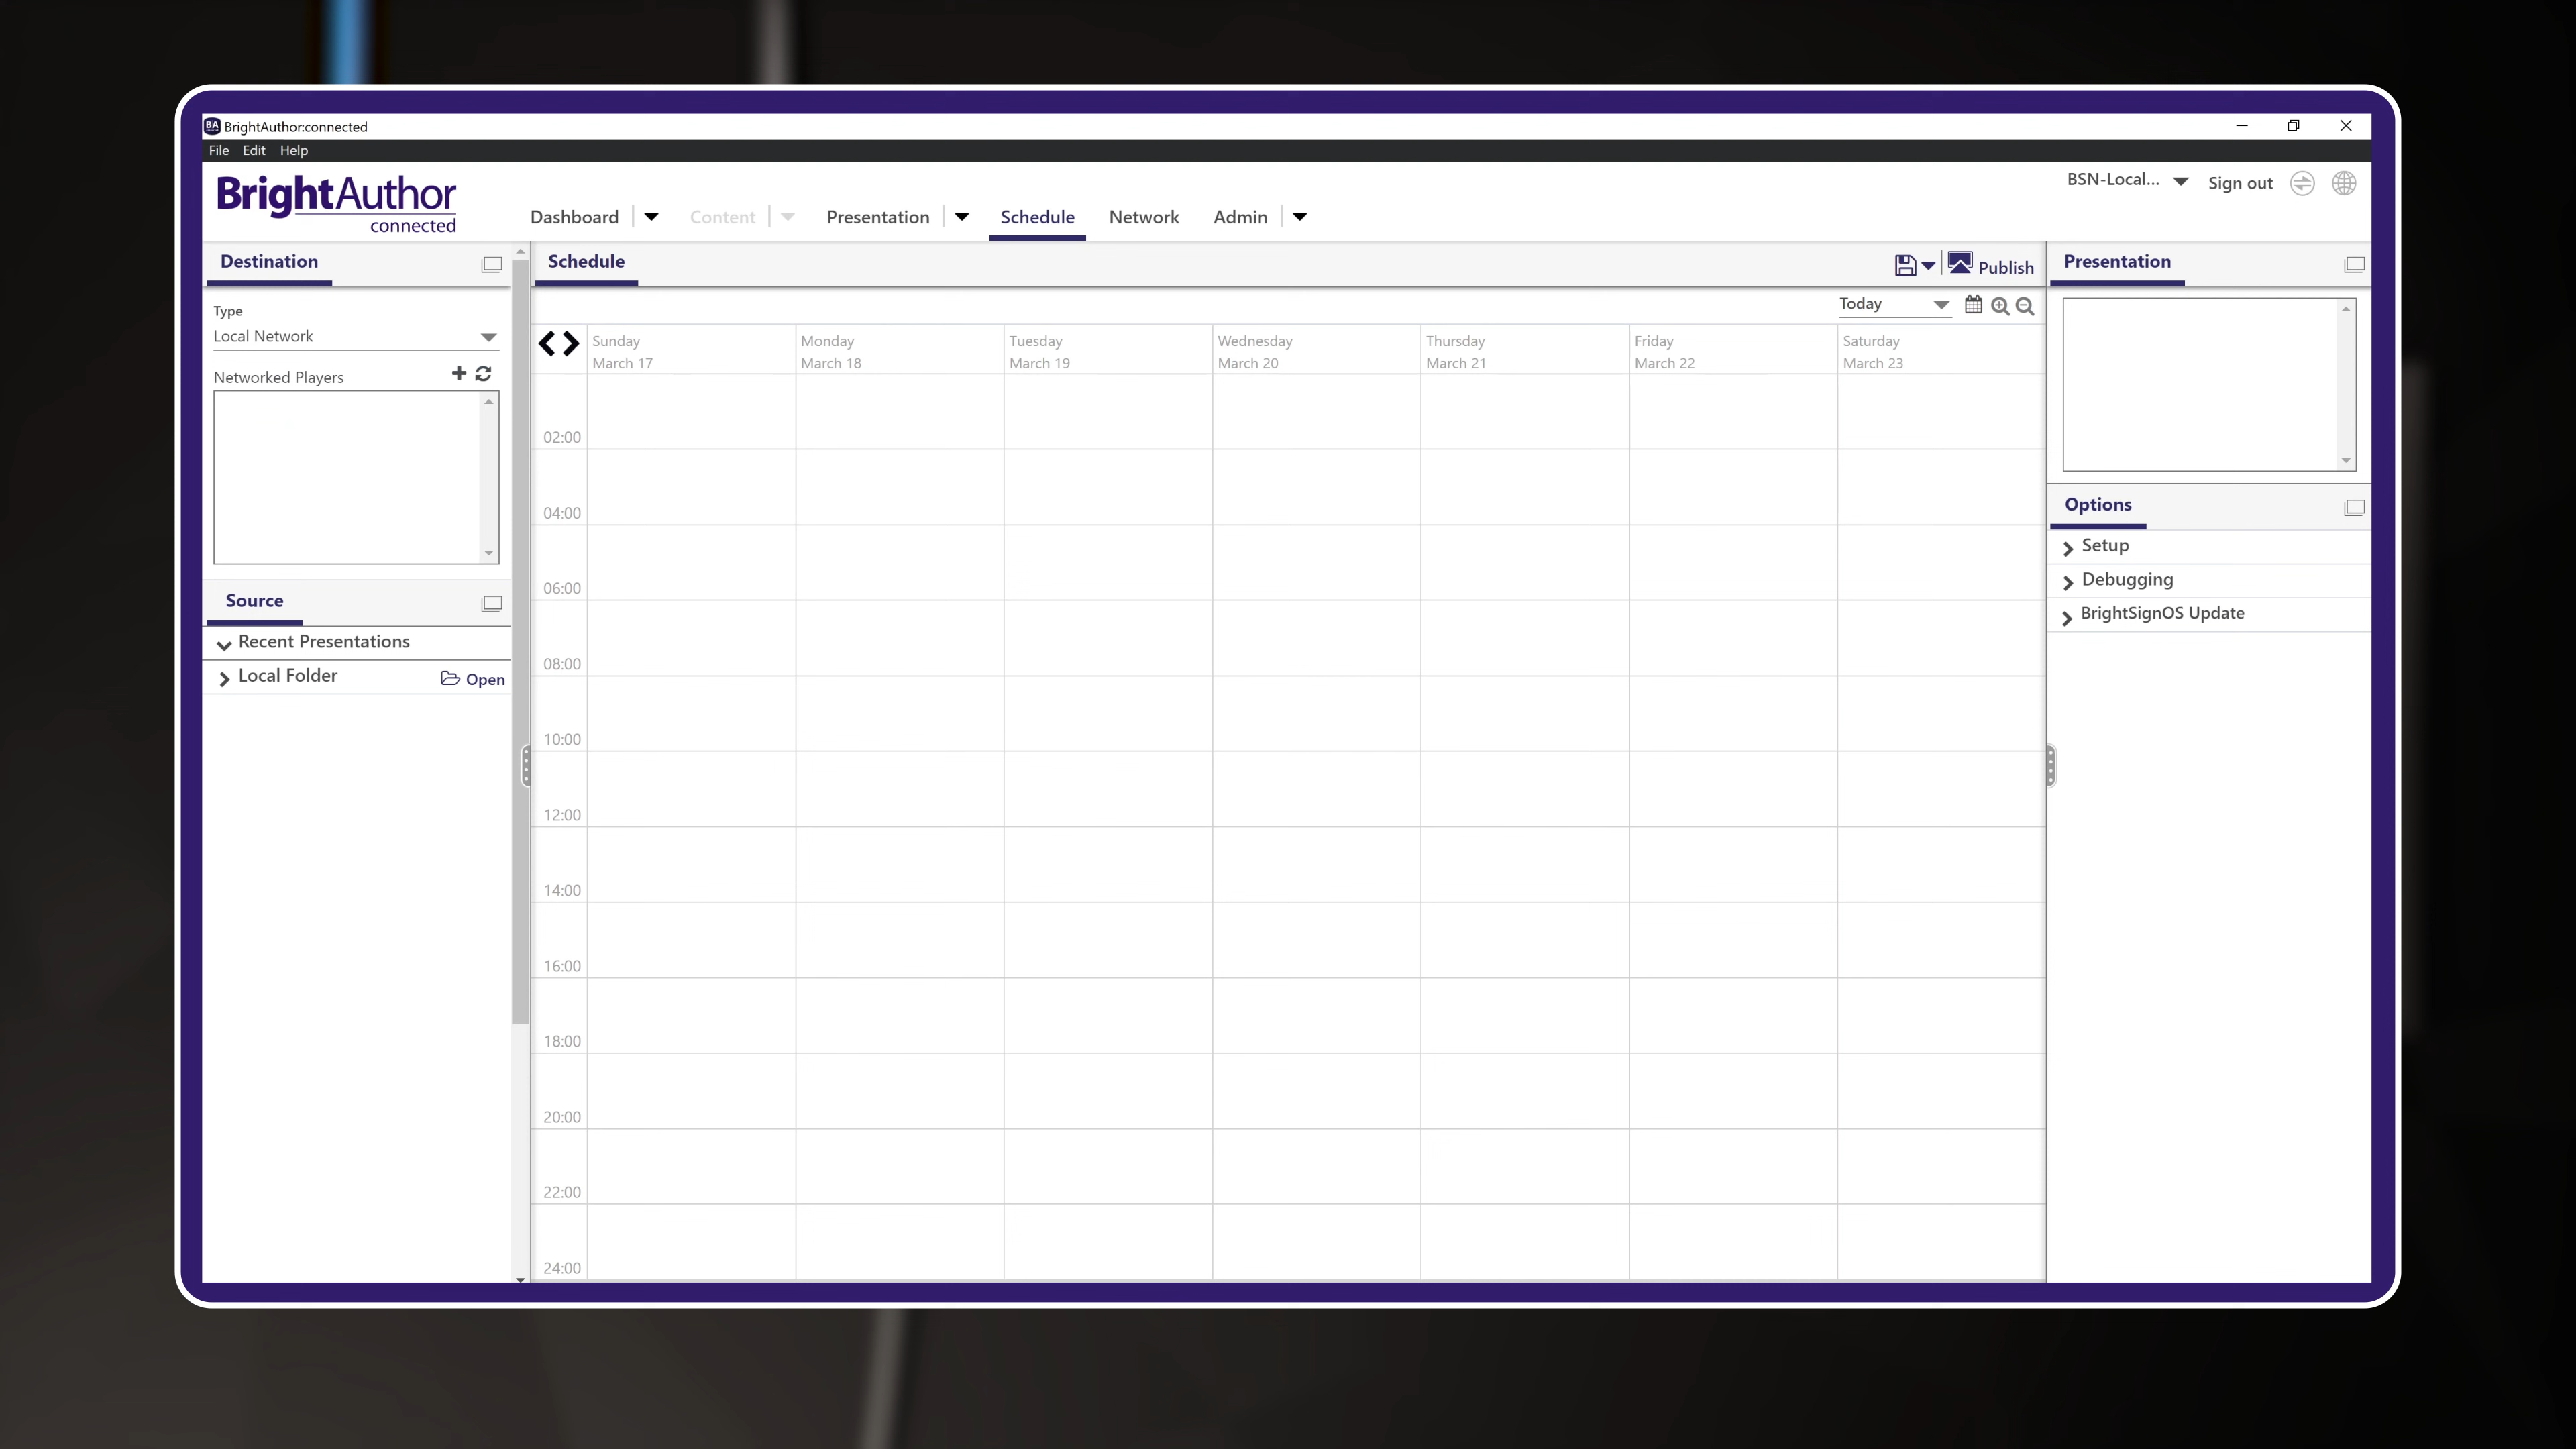 BA BrightAuthor:connected
File Edit Help
BrightAuthor
connected
Dashboard Content Presentation Schedule Network Admin
BSN-Local... Sign out
Destination
Type
Local Network
Networked Players
Source
Recent Presentations
Local Folder Open
Schedule
Publish
Today
Sunday
March 17
Monday
March 18
Tuesday
March 19
Wednesday
March 20
Thursday
March 21
Friday
March 22
Saturday
March 23
02:00
04:00
06:00
08:00
10:00
12:00
14:00
16:00
18:00
20:00
22:00
24:00
Presentation
Options
Setup
Debugging
BrightSignOS Update